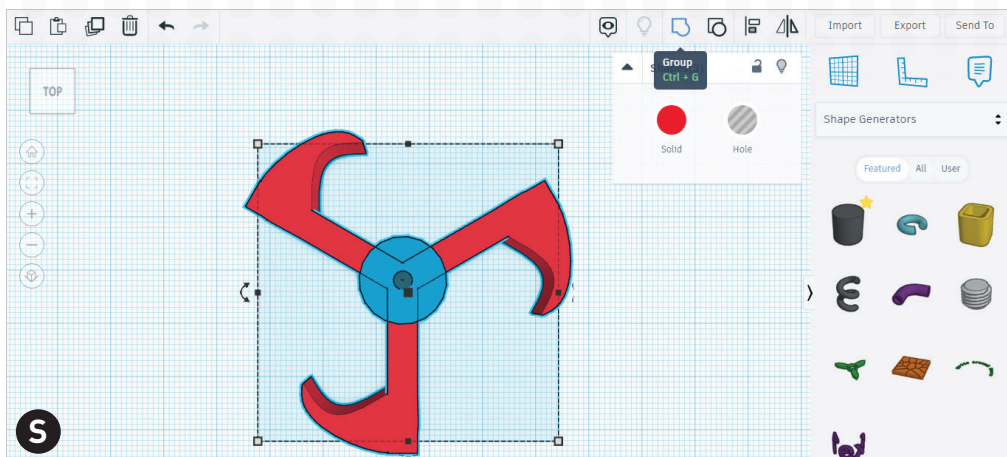 Import
Export
Send To
TOP
Group
Ctrl + G
Solid
Hole
Shape Generators
Featured
All
User
S